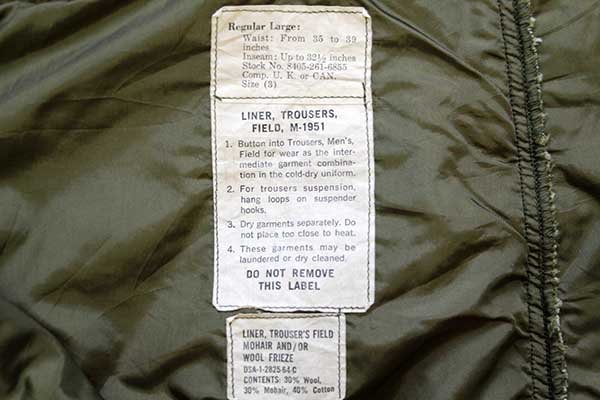 Regular Large:
Waist: From 35 to 39
inches
Inseam: Up to 32½ inches
Stock No. 8405-261-6855
Comp. U. K. or CAN.
Size (3)
LINER, TROUSERS,
FIELD, M-1951
1. Button into Trousers, Men's,
Field for wear as the inter-
mediate garment combina-
tion in the cold-dry uniform.
2. For trousers suspension,
hang loops on suspender
hooks.
3. Dry garments separately. Do
not place too close to heat.
4. These garments may be
laundered or dry cleaned.
DO NOT REMOVE
THIS LABEL
LINER, TROUSER'S FIELD
MOHAIR AND/OR
WOOL FRIEZE
DSA-1-2825-64-C
CONTENTS: 30% Wool,
30% Mohair, 40% Cotton